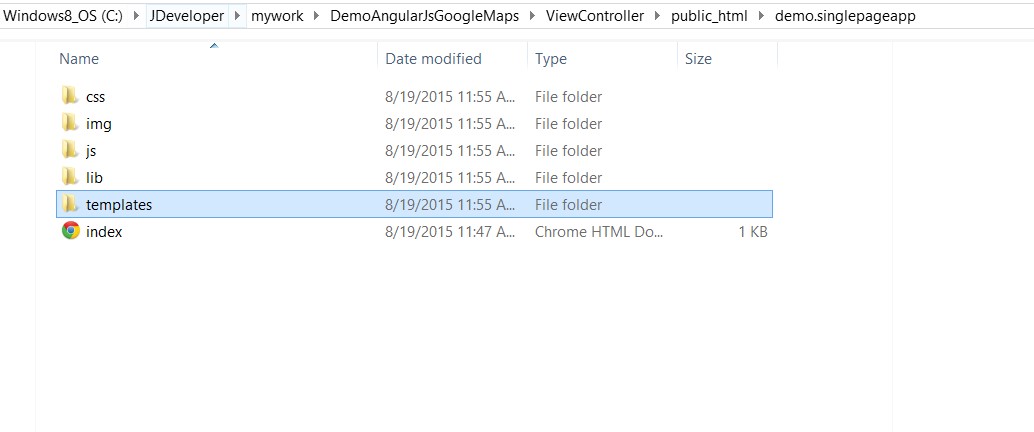 Windows8_OS (C:) JDeveloper mywork DemoAngularJsGoogleMaps ViewController public_html demo.singlepageapp
Name Date modified Type Size
css 8/19/2015 11:55 A... File folder
img 8/19/2015 11:55 A... File folder
js 8/19/2015 11:55 A... File folder
lib 8/19/2015 11:55 A... File folder
templates 8/19/2015 11:55 A... File folder
index 8/19/2015 11:47 A... Chrome HTML Do... 1 KB